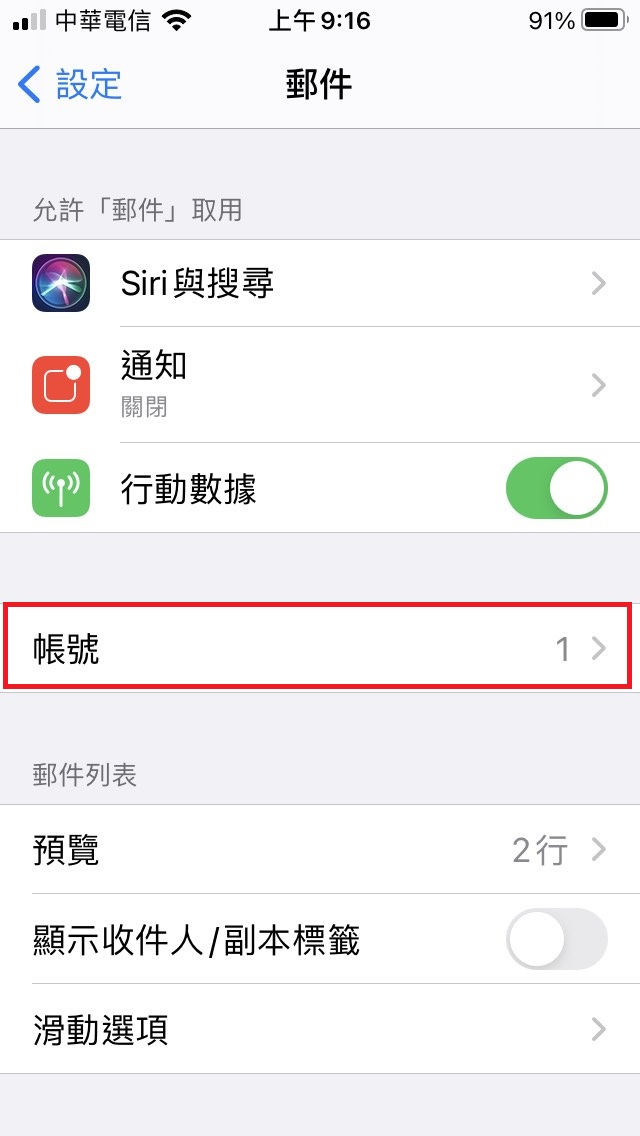 中華電信 上午 9:16 91%
設定 郵件
允許「郵件」取用
Siri與搜尋
通知
關閉
行動數據
帳號 1
郵件列表
預覽 2行
顯示收件人/副本標籤
滑動選項